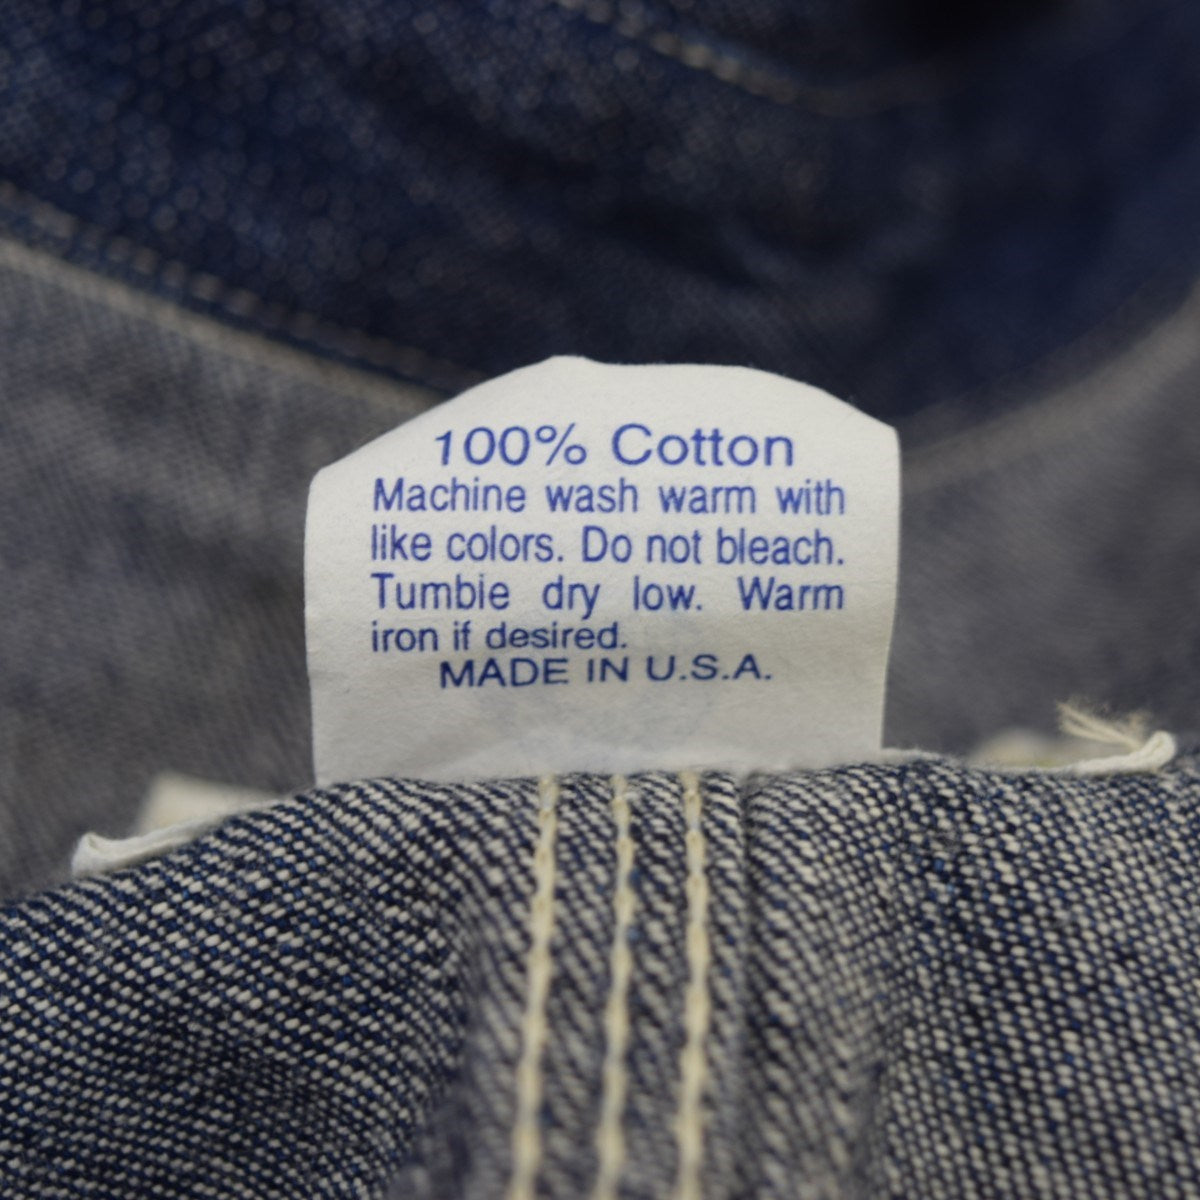 100% Cotton
Machine wash warm with
like colors. Do not bleach.
Tumbie dry low. Warm
iron if desired.
MADE IN U.S.A.